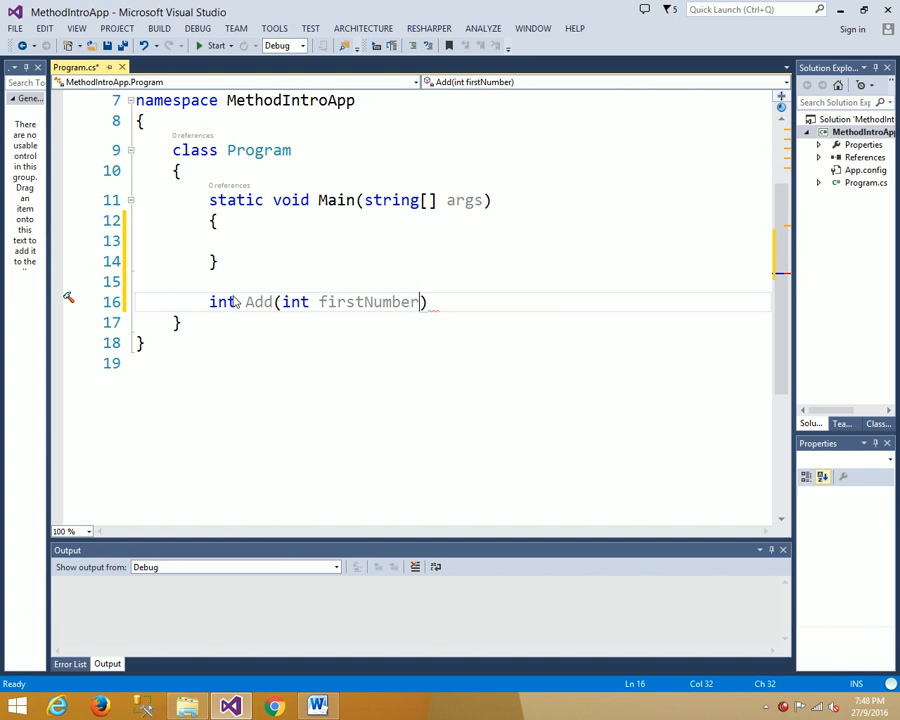 MethodIntroApp - Microsoft Visual Studio
5
Quick Launch (Ctrl+Q)
FILE EDIT VIEW PROJECT BUILD DEBUG TEAM TOOLS TEST ARCHITECTURE RESHARPER ANALYZE WINDOW HELP
Sign in
Start Debug
Program.cs*
Solution Explo...
MethodIntroApp.Program
Add(int firstNumber)
Search To
Gene...
There are no usable ontrol in this group. Drag an item onto this text to add it to the
7 namespace MethodIntroApp
8 {
0 references
9 class Program
10 {
0 references
11 static void Main(string[] args)
12 {
13
14 }
15
16 int Add(int firstNumber)
17 }
18 }
19
Search Solution Exp
Solution 'MethodInt
MethodIntroApp
Properties
References
App.config
Program.cs
Solu... Tea... Class...
Properties
100 %
Output
Show output from: Debug
Error List Output
Ready
Ln 16 Col 32 Ch 32 INS
7:48 PM
27/9/2016